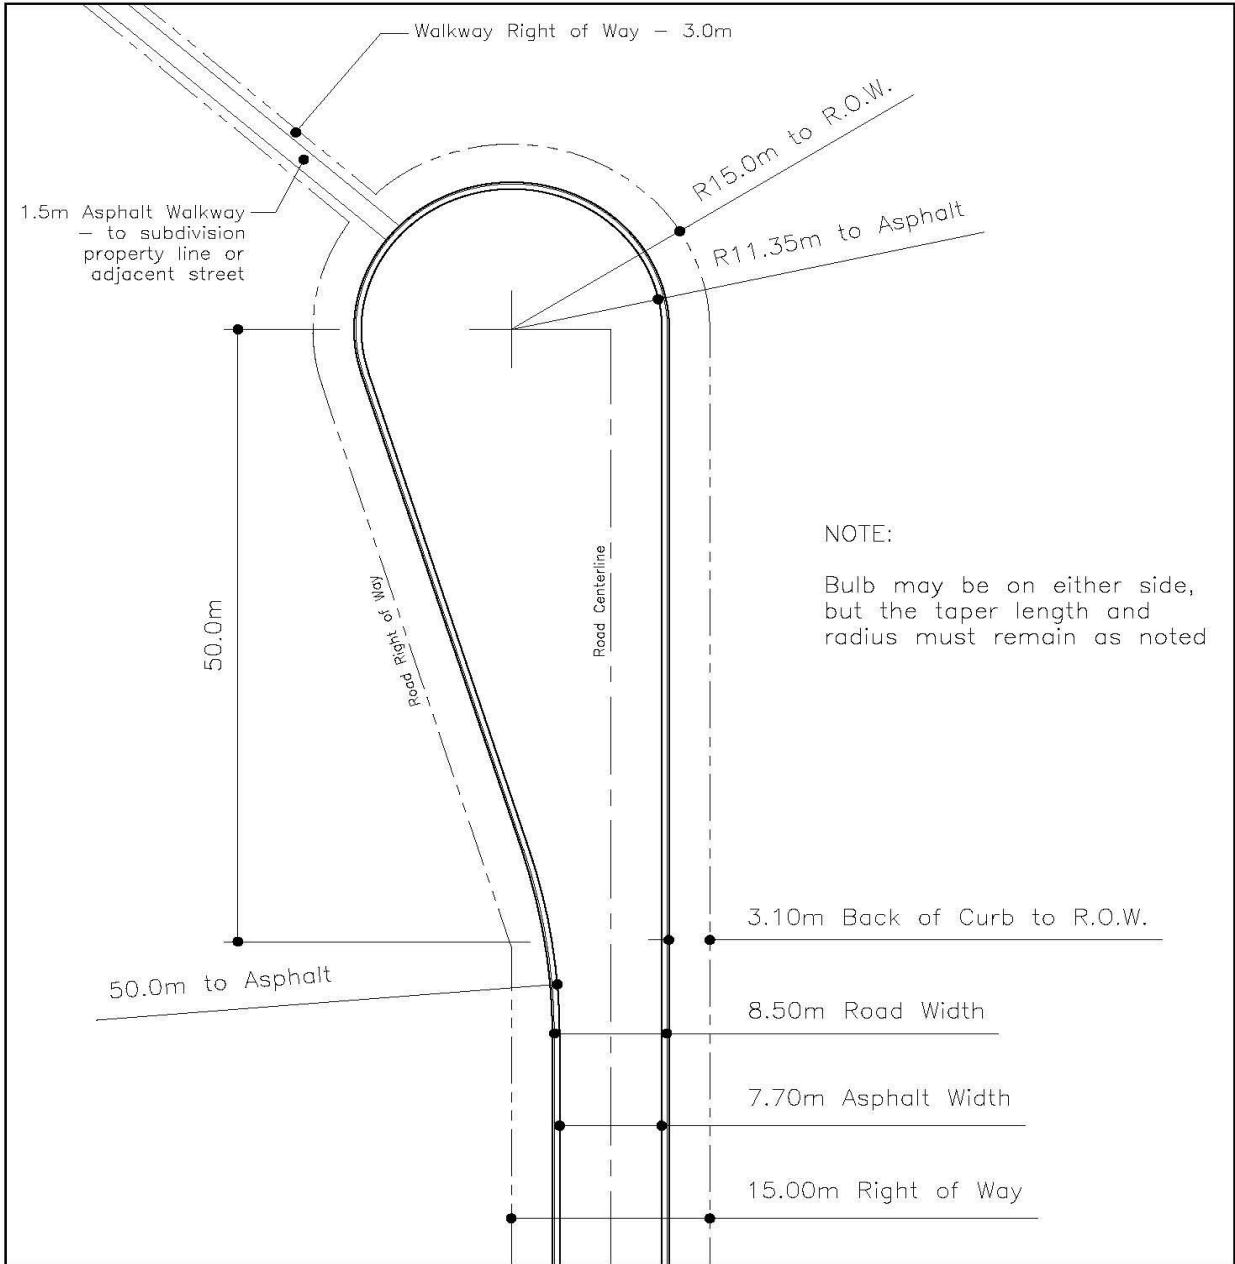 Walkway Right of Way – 3.0m
R15.0m to R.O.W.
R11.35m to Asphalt
1.5m Asphalt Walkway
– to subdivision
property line or
adjacent street
50.0m
Road Right of Way
Road Centerline
NOTE:
Bulb may be on either side,
but the taper length and
radius must remain as noted
3.10m Back of Curb to R.O.W.
50.0m to Asphalt
8.50m Road Width
7.70m Asphalt Width
15.00m Right of Way